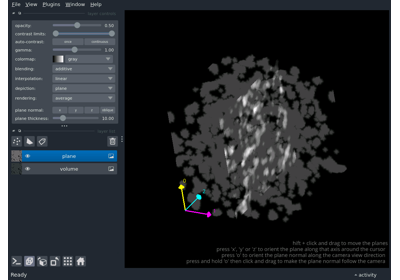 File View Plugins Window Help
opacity: 0.50
contrast limits:
auto-contrast: once continuous
gamma: 1.00
colormap: gray
blending: additive
interpolation: linear
depiction: plane
rendering: average
plane normal: x y z oblique
plane thickness: 10.00
plane
volume
0
hift + click and drag to move the planes
press 'x', 'y', or 'z' to orient the plane along that axis around the cursor
press 'o' to orient the plane normal along the camera view direction
press and hold 'o' then click and drag to make the plane normal follow the camera
Ready
activity